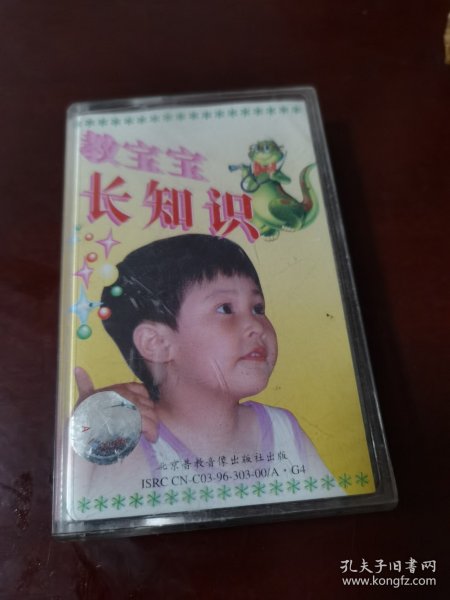 教宝宝
长知识
北京普教音像出版社出版
ISRC CN-C03-96-303-00/A·G4
孔夫子旧书网
www.kongfz.com